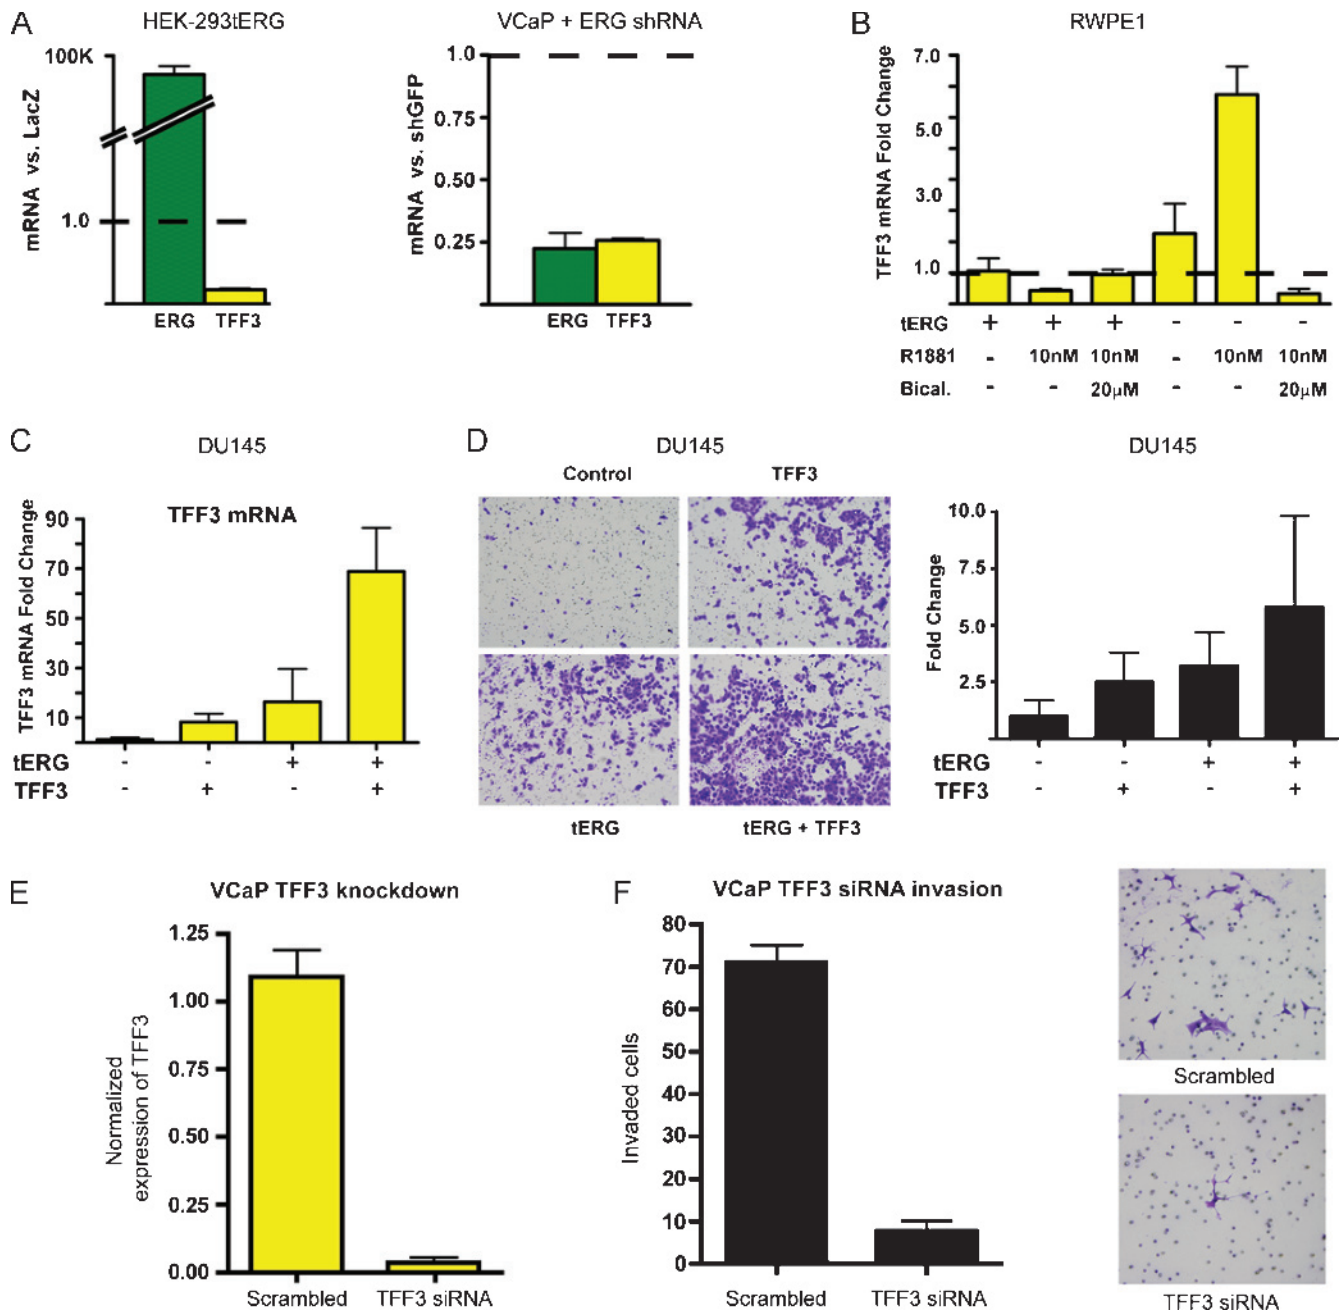 A
HEK-293tERG
VCaP + ERG shRNA
mRNA vs. LacZ
100K
1.0
ERG TFF3
mRNA vs. shGFP
1.0
0.75
0.50
0.25
ERG TFF3
B
RWPE1
TFF3 mRNA Fold Change
7.0
5.0
3.0
1.0
tERG + + + - - -
R1881 - 10nM 10nM - 10nM 10nM
Bical. - - 20µM - - 20µM
C
DU145
TFF3 mRNA
TFF3 mRNA Fold Change
90
70
50
30
10
tERG - - + +
TFF3 - + - +
D
DU145
Control TFF3
tERG tERG + TFF3
DU145
Fold Change
10.0
7.5
5.0
2.5
tERG - - + +
TFF3 - + - +
E
VCaP TFF3 knockdown
Normalized
expression of TFF3
1.25
1.00
0.75
0.50
0.25
0.00
Scrambled TFF3 siRNA
F
VCaP TFF3 siRNA invasion
Invaded cells
80
70
60
50
40
30
20
10
0
Scrambled TFF3 siRNA
Scrambled
TFF3 siRNA